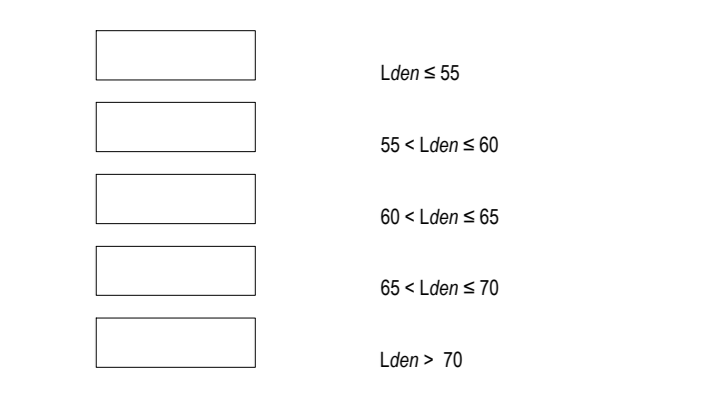 Lden ≤ 55
55 < Lden ≤ 60
60 < Lden ≤ 65
65 < Lden ≤ 70
Lden > 70